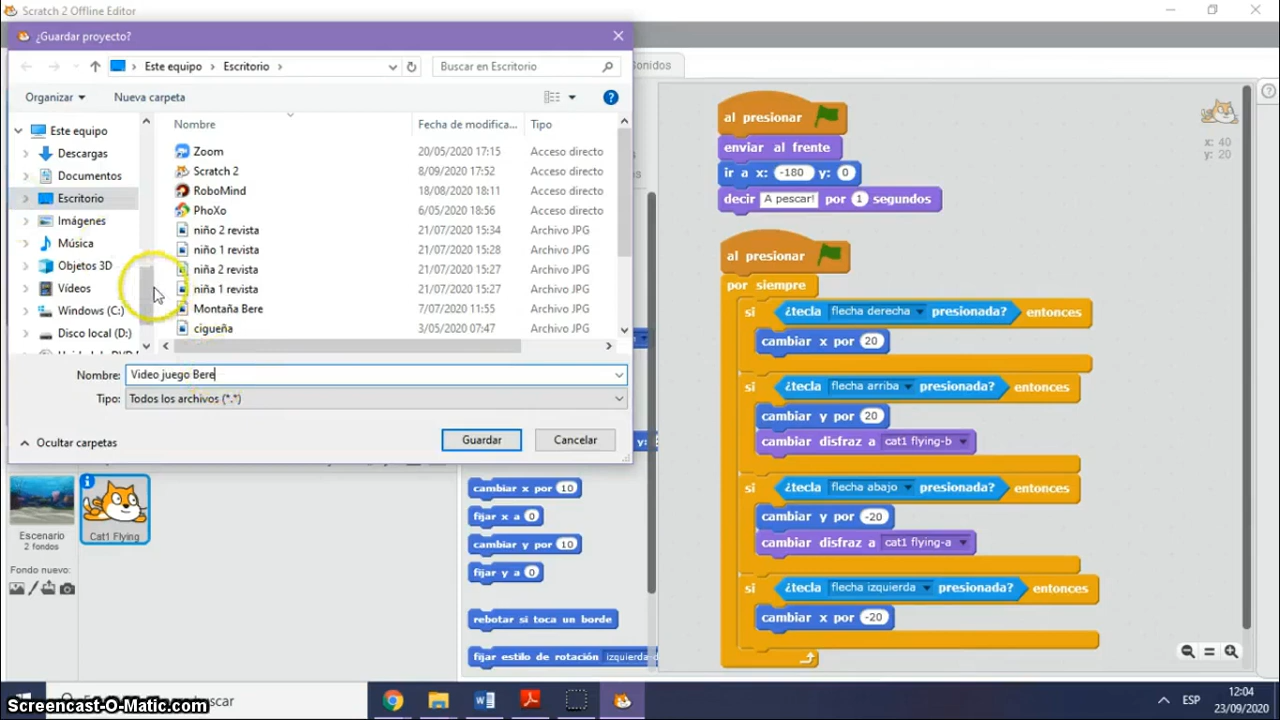 Scratch 2 Offline Editor
¿Guardar proyecto?
Este equipo
Escritorio
Buscar en Escritorio
Sonidos
Organizar
Nueva carpeta
Nombre
Fecha de modifica...
Tipo
Este equipo
Descargas
Documentos
Escritorio
Imágenes
Música
Objetos 3D
Vídeos
Windows (C:)
Disco local (D:)
Zoom 20/05/2020 17:15 Acceso directo
Scratch 2 8/09/2020 17:52 Acceso directo
RoboMind 18/08/2020 18:11 Acceso directo
PhoXo 6/05/2020 18:56 Acceso directo
niño 2 revista 21/07/2020 15:34 Archivo JPG
niño 1 revista 21/07/2020 15:28 Archivo JPG
niña 2 revista 21/07/2020 15:27 Archivo JPG
niña 1 revista 21/07/2020 15:27 Archivo JPG
Montaña Bere 7/07/2020 11:55 Archivo JPG
cigueña 3/05/2020 07:47 Archivo JPG
Nombre: Video juego Bere
Tipo: Todos los archivos (*.*)
Ocultar carpetas
Guardar
Cancelar
al presionar
enviar al frente
ir a x: -180 y: 0
decir A pescar! por 1 segundos
x: 40
y: 20
al presionar
por siempre
si ¿tecla flecha derecha presionada? entonces
cambiar x por 20
si ¿tecla flecha arriba presionada? entonces
cambiar y por 20
cambiar disfraz a cat1 flying-b
si ¿tecla flecha abajo presionada? entonces
cambiar y por -20
cambiar disfraz a cat1 flying-a
si ¿tecla flecha izquierda presionada? entonces
cambiar x por -20
Escenario
2 fondos
Cat1 Flying
Fondo nuevo:
y:
cambiar x por 10
fijar x a 0
cambiar y por 10
fijar y a 0
rebotar si toca un borde
fijar estilo de rotación izquierda-
buscar
Screencast-O-Matic.com
ESP
12:04
23/09/2020